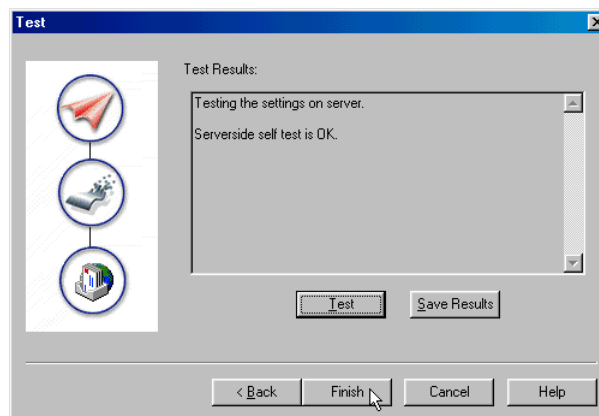 Test
Test Results:
Testing the settings on server.
Serverside self test is OK.
Test
Save Results
< Back
Finish
Cancel
Help